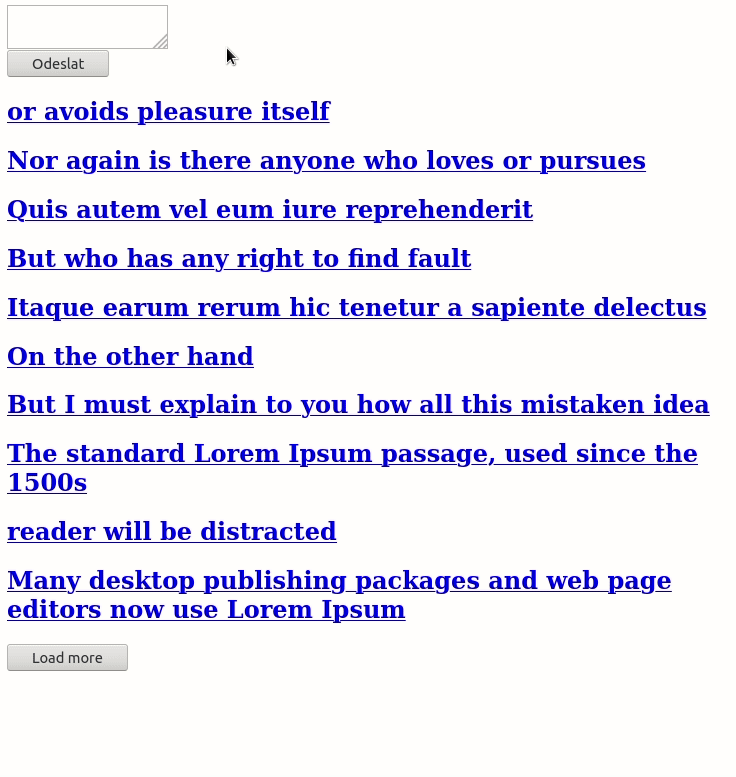 Odeslat
or avoids pleasure itself
Nor again is there anyone who loves or pursues
Quis autem vel eum iure reprehenderit
But who has any right to find fault
Itaque earum rerum hic tenetur a sapiente delectus
On the other hand
But I must explain to you how all this mistaken idea
The standard Lorem Ipsum passage, used since the
1500s
reader will be distracted
Many desktop publishing packages and web page
editors now use Lorem Ipsum
Load more